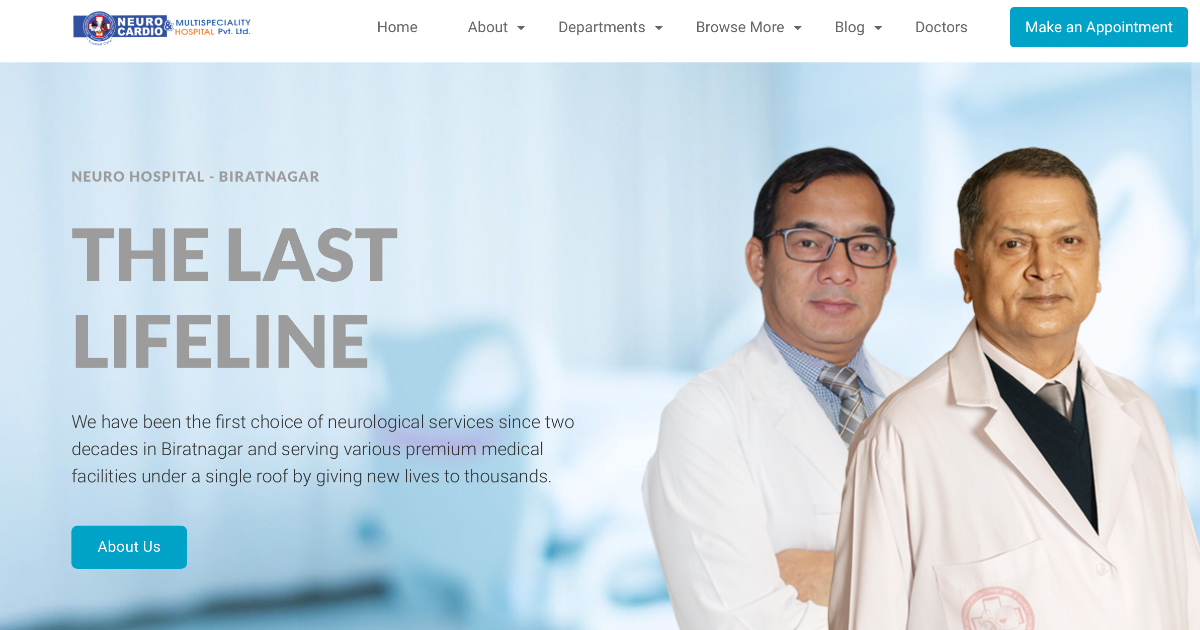 NEURO & MULTISPECIALITY
CARDIO HOSPITAL Pvt. Ltd.
Home
About
Departments
Browse More
Blog
Doctors
Make an Appointment
NEURO HOSPITAL - BIRATNAGAR
THE LAST
LIFELINE
We have been the first choice of neurological services since two
decades in Biratnagar and serving various premium medical
facilities under a single roof by giving new lives to thousands.
About Us